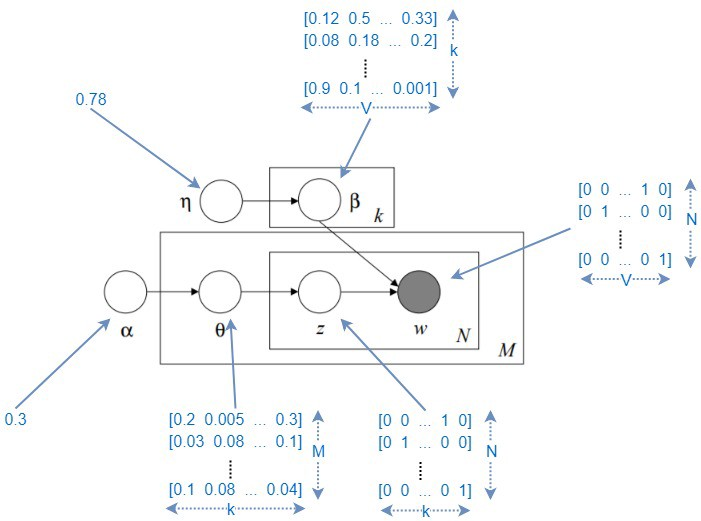 [0.12 0.5 ... 0.33]
[0.08 0.18 ... 0.2]
[0.9 0.1 ... 0.001]
k
V
0.78
η
β
k
[0 0 ... 1 0]
[0 1 ... 0 0]
[0 0 ... 0 1]
N
V
α
θ
z
w
N
M
0.3
[0.2 0.005 ... 0.3]
[0.03 0.08 ... 0.1]
[0.1 0.08 ... 0.04]
M
k
[0 0 ... 1 0]
[0 1 ... 0 0]
[0 0 ... 0 1]
N
k